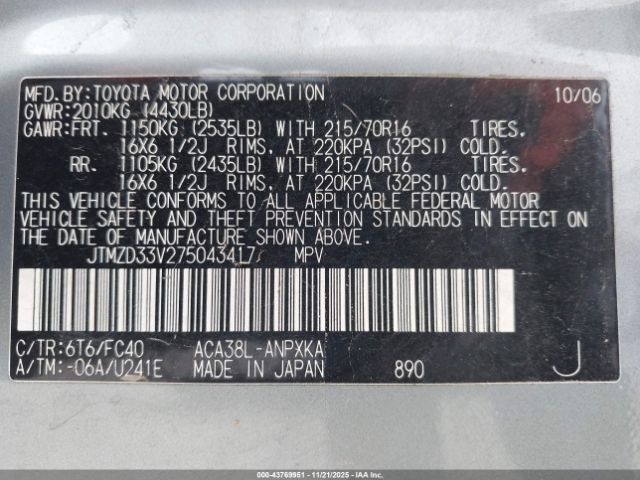 MFD.BY:TOYOTA MOTOR CORPORATION 10/06
GVWR:2010KG (4430LB)
GAWR:FRT. 1150KG (2535LB) WITH 215/70R16 TIRES.
16X6 1/2J RIMS, AT 220KPA (32PSI) COLD.
RR. 1105KG (2435LB) WITH 215/70R16 TIRES.
16X6 1/2J RIMS, AT 220KPA (32PSI) COLD.
THIS VEHICLE CONFORMS TO ALL APPLICABLE FEDERAL MOTOR
VEHICLE SAFETY AND THEFT PREVENTION STANDARDS IN EFFECT ON
THE DATE OF MANUFACTURE SHOWN ABOVE.
JTMZD33V275043417 MPV
C/TR:6T6/FC40 ACA38L-ANPXKA
A/TM:-06A/U241E MADE IN JAPAN 890 J
000-43769951 11/21/2025 COPART